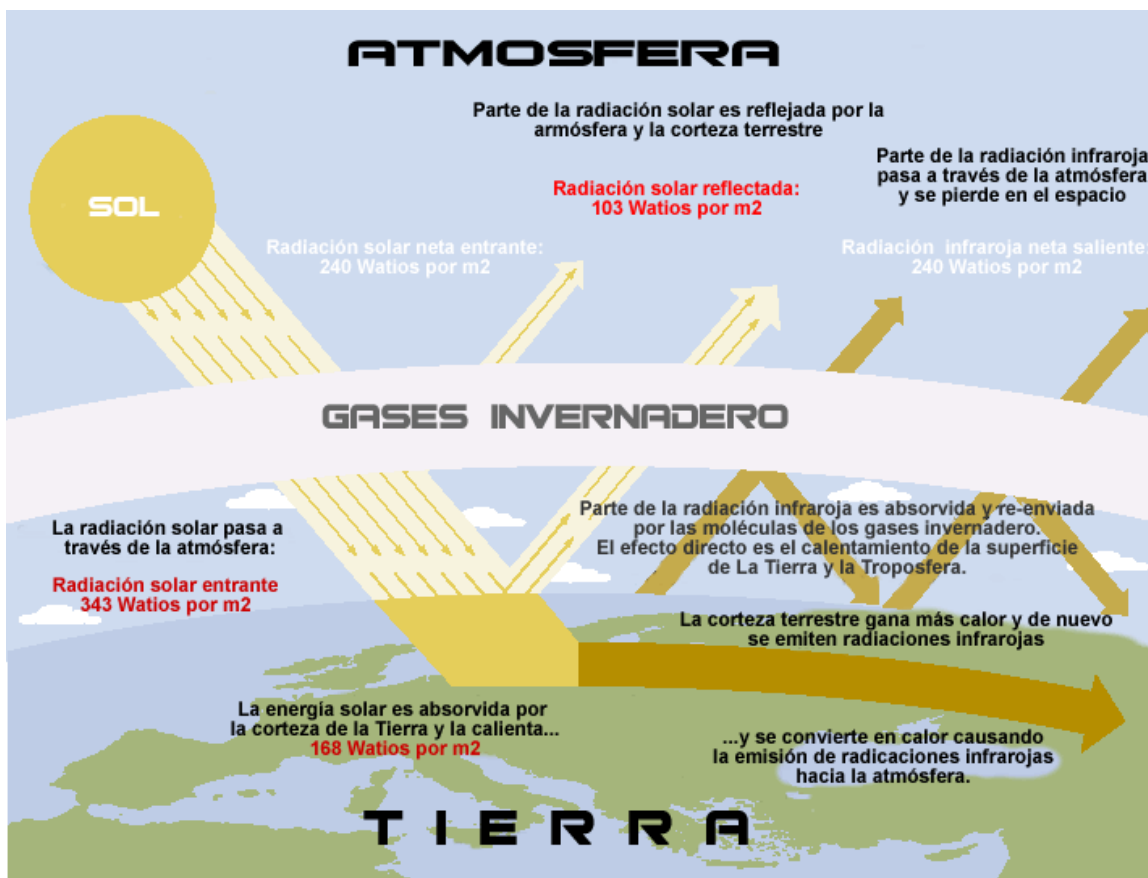 ATMOSFERA
Parte de la radiación solar es reflejada por la
armósfera y la corteza terrestre
Parte de la radiación infraroja
pasa a través de la atmósfera
y se pierde en el espacio
Radiación solar reflectada:
103 Watios por m2
SOL
Radiación solar neta entrante:
240 Watios por m2
Radiación infraroja neta saliente:
240 Watios por m2
GASES INVERNADERO
La radiación solar pasa a
través de la atmósfera:
Radiación solar entrante
343 Watios por m2
Parte de la radiación infraroja es absorvida y re-enviada
por las moléculas de los gases invernadero.
El efecto directo es el calentamiento de la superficie
de La Tierra y la Troposfera.
La corteza terrestre gana más calor y de nuevo
se emiten radiaciones infrarojas
La energía solar es absorvida por
la corteza de la Tierra y la calienta...
168 Watios por m2
...y se convierte en calor causando
la emisión de radicaciones infrarojas
hacia la atmósfera.
TIERRA